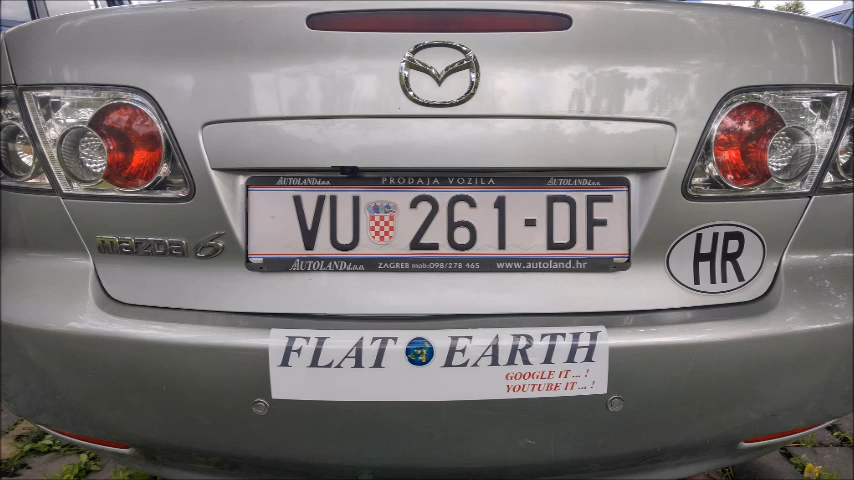 AUTOLAND d.o.o. PRODAJA VOZILA AUTOLAND d.o.o.
VU 261-DF
AUTOLAND d.o.o. ZAGREB mob:098/278 465 www.autoland.hr
mazda 6
HR
FLAT EARTH
GOOGLE IT ... !
YOUTUBE IT ... !